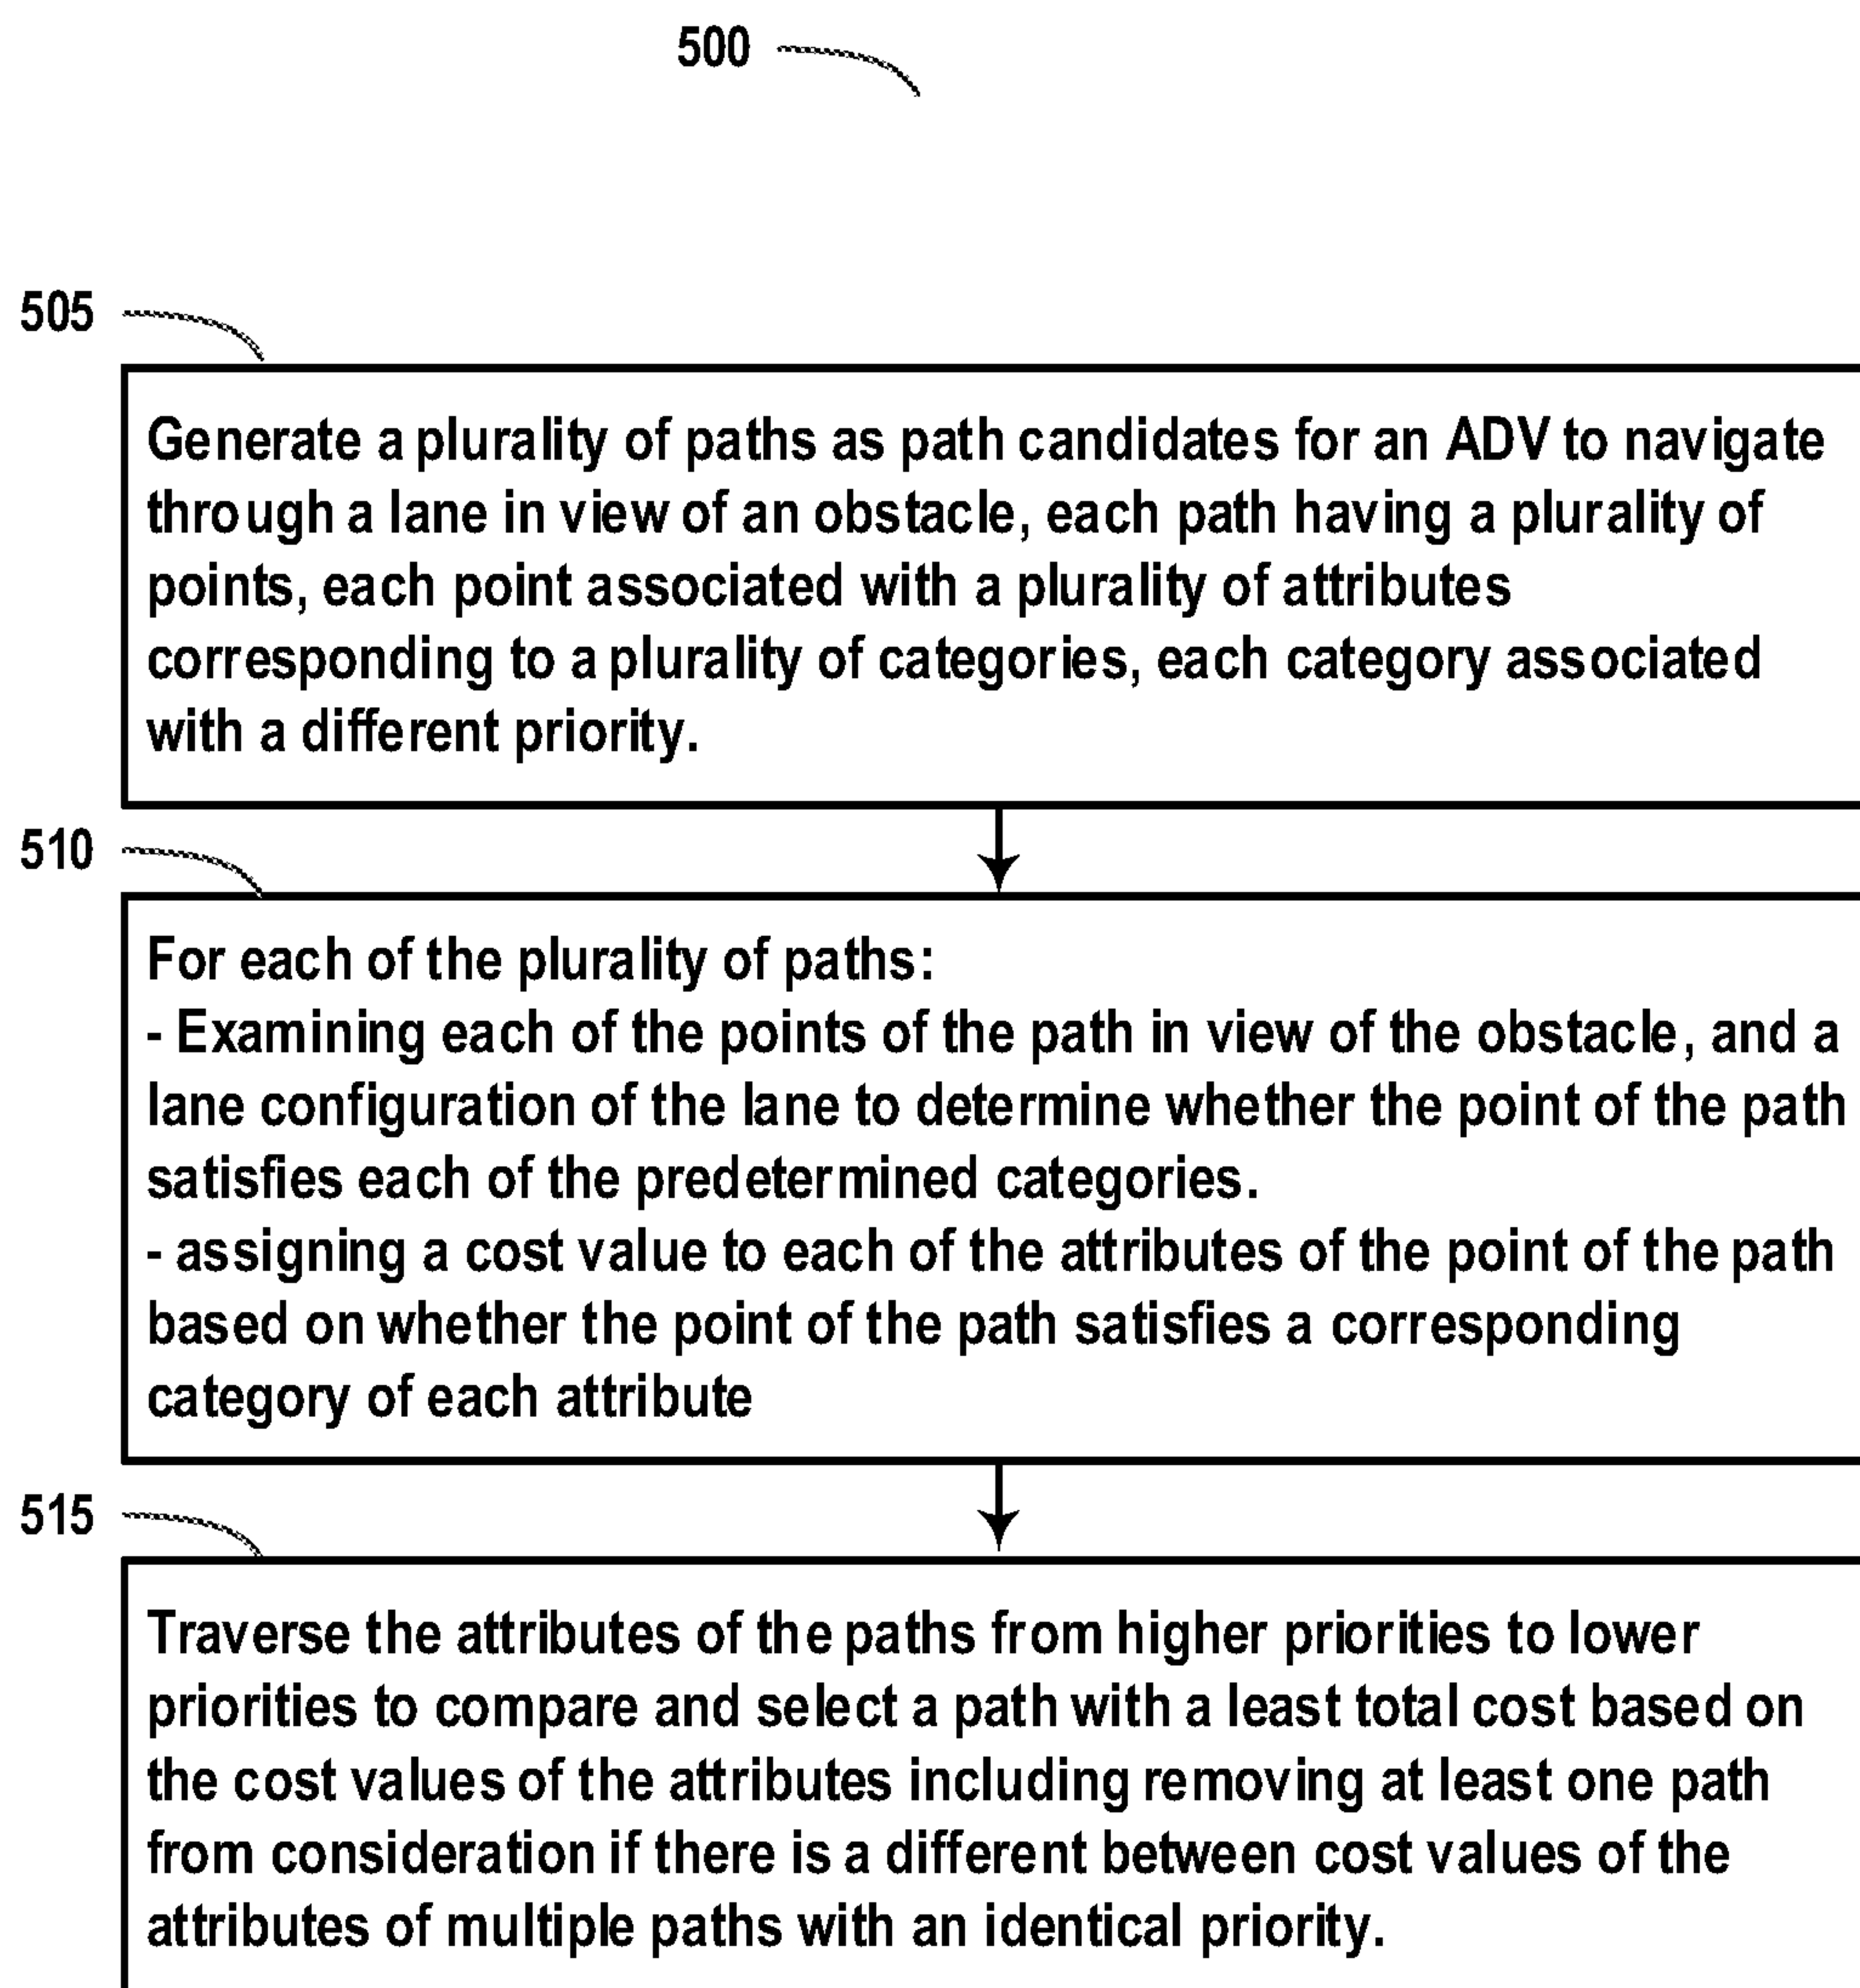 500
505
Generate a plurality of paths as path candidates for an ADV to navigate
through a lane in view of an obstacle, each path having a plurality of
points, each point associated with a plurality of attributes
corresponding to a plurality of categories, each category associated
with a different priority.
510
For each of the plurality of paths:
- Examining each of the points of the path in view of the obstacle, and a
lane configuration of the lane to determine whether the point of the path
satisfies each of the predetermined categories.
- assigning a cost value to each of the attributes of the point of the path
based on whether the point of the path satisfies a corresponding
category of each attribute
515
Traverse the attributes of the paths from higher priorities to lower
priorities to compare and select a path with a least total cost based on
the cost values of the attributes including removing at least one path
from consideration if there is a different between cost values of the
attributes of multiple paths with an identical priority.